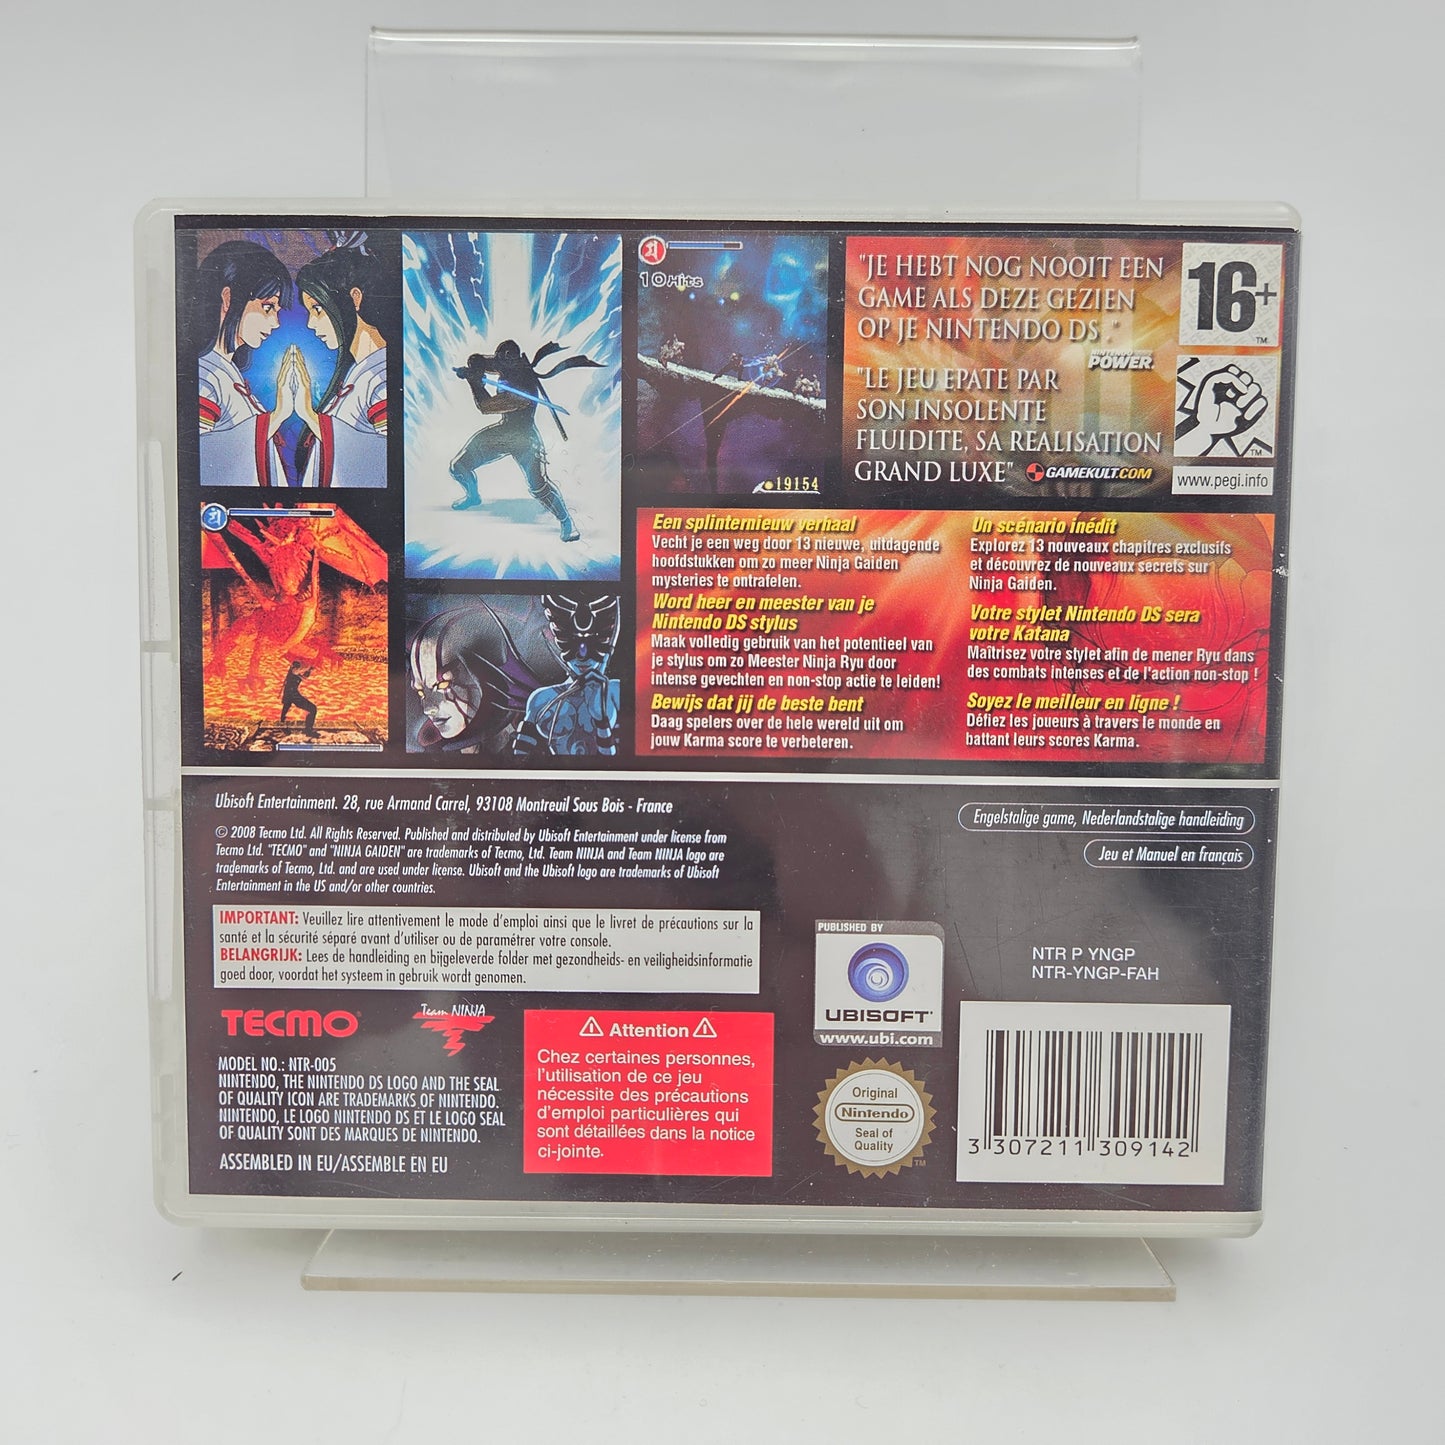 10 Hits
19154
"JE HEBT NOG NOOIT EEN
GAME ALS DEZE GEZIEN
OP JE NINTENDO DS ."
NINTENDO
POWER.
"LE JEU EPATE PAR
SON INSOLENTE
FLUIDITE, SA REALISATION
GRAND LUXE" GAMEKULT.COM
16+
TM
TM
www.pegi.info
Een splinternieuw verhaal
Vecht je een weg door 13 nieuwe, uitdagende
hoofdstukken om zo meer Ninja Gaiden
mysteries te ontrafelen.
Word heer en meester van je
Nintendo DS stylus
Maak volledig gebruik van het potentieel van
je stylus om zo Meester Ninja Ryu door
intense gevechten en non-stop actie te leiden!
Bewijs dat jij de beste bent
Daag spelers over de hele wereld uit om
jouw Karma score te verbeteren.
Un scénario inédit
Explorez 13 nouveaux chapitres exclusifs
et découvrez de nouveaux secrets sur
Ninja Gaiden.
Votre stylet Nintendo DS sera
votre Katana
Maîtrisez votre stylet afin de mener Ryu dans
des combats intenses et de l'action non-stop !
Soyez le meilleur en ligne !
Défiez les joueurs à travers le monde en
battant leurs scores Karma.
Ubisoft Entertainment. 28, rue Armand Carrel, 93108 Montreuil Sous Bois - France
© 2008 Tecmo Ltd. All Rights Reserved. Published and distributed by Ubisoft Entertainment under license from
Tecmo Ltd. "TECMO" and "NINJA GAIDEN" are trademarks of Tecmo, Ltd. Team NINJA and Team NINJA logo are
trademarks of Tecmo, Ltd. and are used under license. Ubisoft and the Ubisoft logo are trademarks of Ubisoft
Entertainment in the US and/or other countries.
Engelstalige game, Nederlandstalige handleiding
Jeu et Manuel en français
IMPORTANT: Veuillez lire attentivement le mode d'emploi ainsi que le livret de précautions sur la
santé et la sécurité séparé avant d'utiliser ou de paramétrer votre console.
BELANGRIJK: Lees de handleiding en bijgeleverde folder met gezondheids- en veiligheidsinformatie
goed door, voordat het systeem in gebruik wordt genomen.
TECMO
Team NINJA
MODEL NO.: NTR-005
NINTENDO, THE NINTENDO DS LOGO AND THE SEAL
OF QUALITY ICON ARE TRADEMARKS OF NINTENDO.
NINTENDO, LE LOGO NINTENDO DS ET LE LOGO SEAL
OF QUALITY SONT DES MARQUES DE NINTENDO.
ASSEMBLED IN EU/ASSEMBLE EN EU
Attention
Chez certaines personnes,
l'utilisation de ce jeu
nécessite des précautions
d'emploi particulières qui
sont détaillées dans la notice
ci-jointe.
PUBLISHED BY
UBISOFT
www.ubi.com
Original
Nintendo
Seal of
Quality
TM
NTR P YNGP
NTR-YNGP-FAH
3 307211 309142